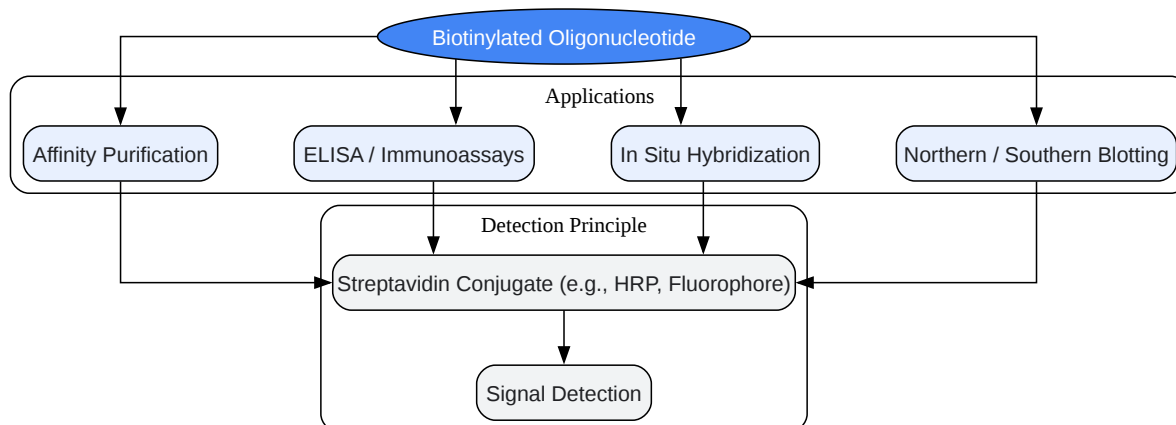 Biotinylated Oligonucleotide
Applications
Affinity Purification
ELISA / Immunoassays
In Situ Hybridization
Northern / Southern Blotting
Detection Principle
Streptavidin Conjugate (e.g., HRP, Fluorophore)
Signal Detection